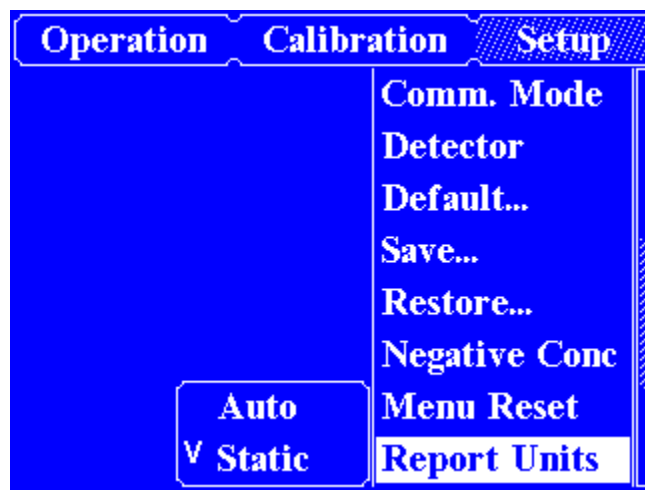 Operation Calibration Setup
Comm. Mode
Detector
Default...
Save...
Restore...
Negative Conc
Auto Menu Reset
V Static Report Units